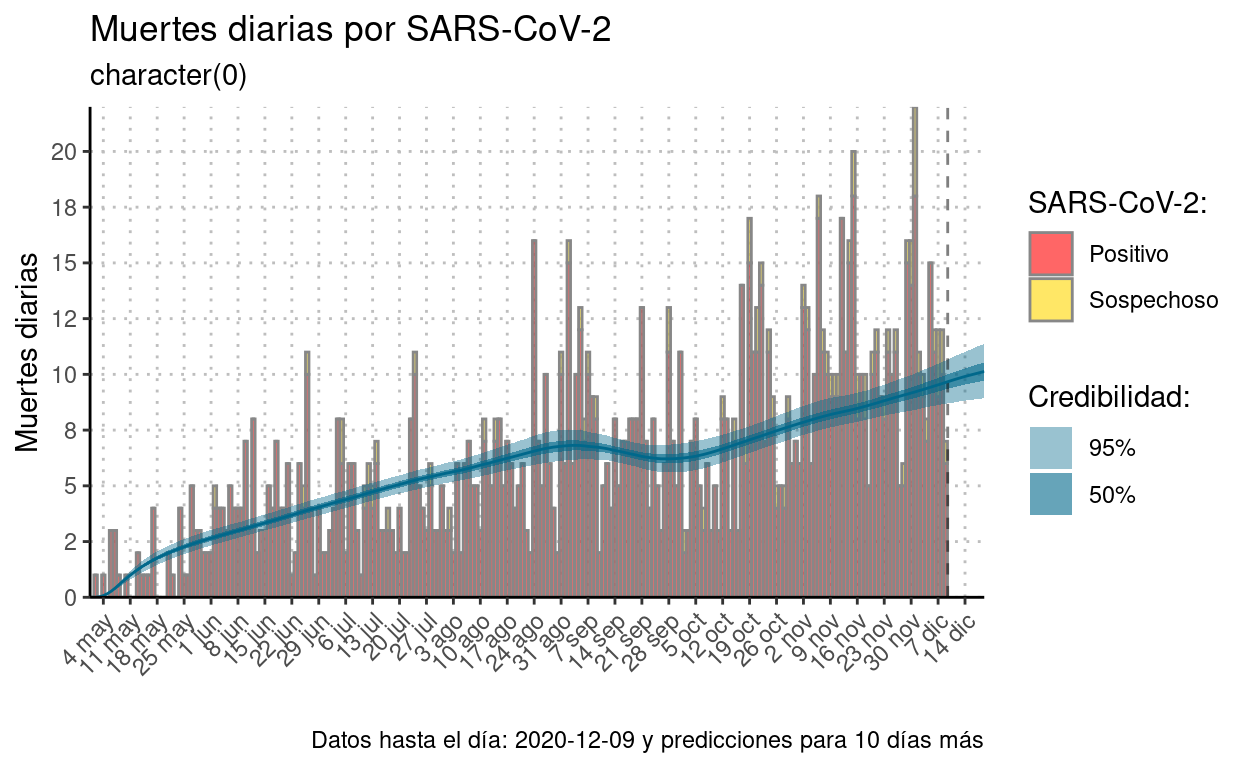 Muertes diarias por SARS-CoV-2
character(0)
Muertes diarias
20
18
15
12
10
8
5
2
0
4 may
11 may
18 may
25 may
1 jun
8 jun
15 jun
22 jun
29 jun
6 jul
13 jul
20 jul
27 jul
3 ago
10 ago
17 ago
24 ago
31 ago
7 sep
14 sep
21 sep
28 sep
5 oct
12 oct
19 oct
26 oct
2 nov
9 nov
16 nov
23 nov
30 nov
7 dic
14 dic
SARS-CoV-2:
Positivo
Sospechoso
Credibilidad:
95%
50%
Datos hasta el día: 2020-12-09 y predicciones para 10 días más